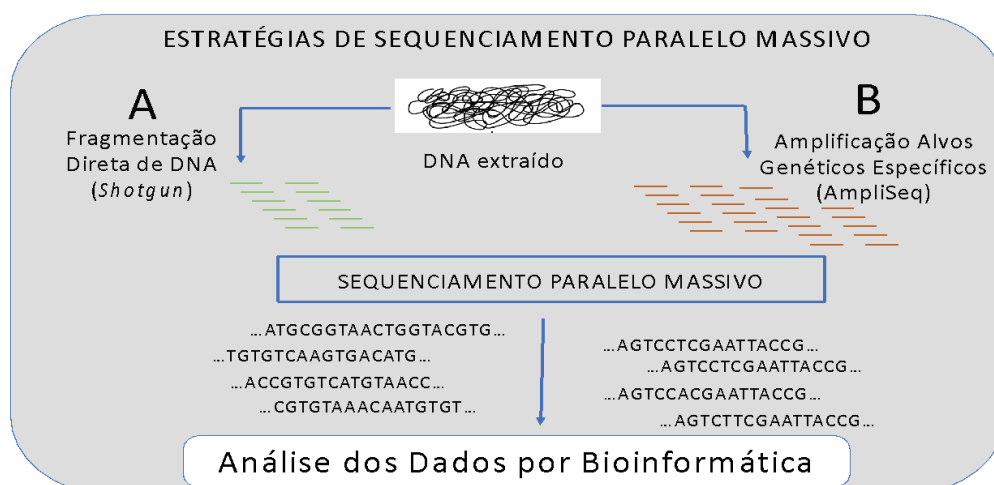 ESTRATÉGIAS DE SEQUENCIAMENTO PARALELO MASSIVO
A
Fragmentação
Direta de DNA
(Shotgun)
DNA extraído
B
Amplificação Alvos
Genéticos Específicos
(AmpliSeq)
SEQUENCIAMENTO PARALELO MASSIVO
...ATGCGGTAACTGGTACGTG...
...TGTGTCAAGTGACATG...
...ACCGTGTCATGTAACC...
...CGTGTAAACAATGTGT...
...AGTCCTCGAATTACCG...
...AGTCCTCGAATTACCG...
...AGTCCACGAATTACCG...
...AGTCTTCGAATTACCG...
Análise dos Dados por Bioinformática